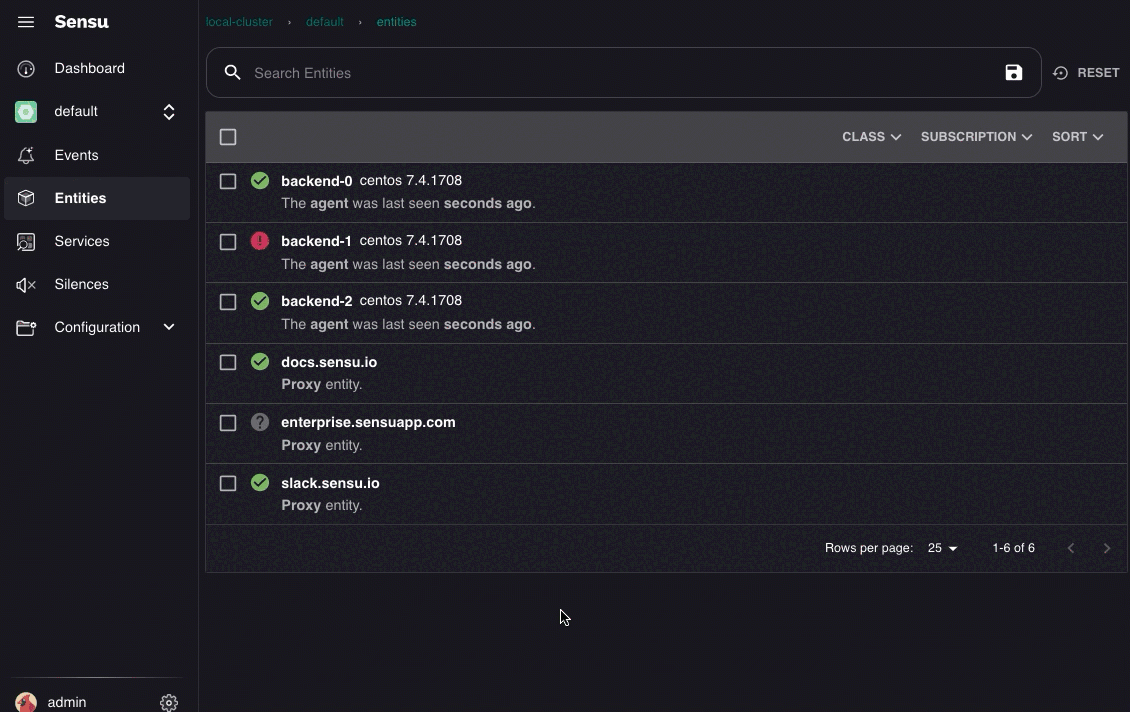 Sensu
Dashboard
default
Events
Entities
Services
Silences
Configuration
admin
local-cluster › default › entities
Search Entities
RESET
CLASS SUBSCRIPTION SORT
backend-0 centos 7.4.1708
The agent was last seen seconds ago.
backend-1 centos 7.4.1708
The agent was last seen seconds ago.
backend-2 centos 7.4.1708
The agent was last seen seconds ago.
docs.sensu.io
Proxy entity.
enterprise.sensuapp.com
Proxy entity.
slack.sensu.io
Proxy entity.
Rows per page: 25 1-6 of 6